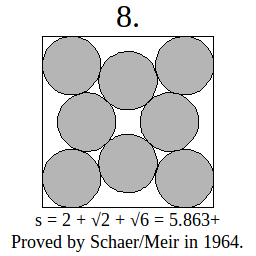 8.
s = 2 + √2 + √6 = 5.863+
Proved by Schaer/Meir in 1964.